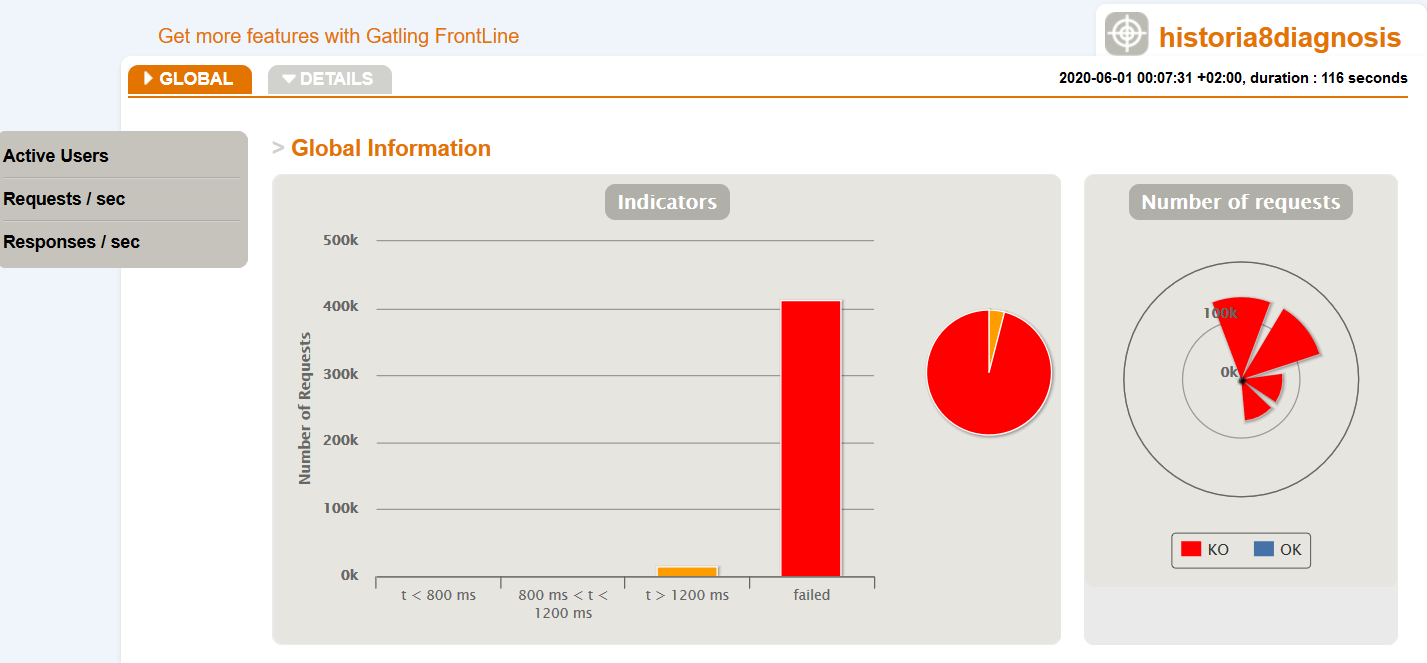 Get more features with Gatling FrontLine
historia8diagnosis
GLOBAL
DETAILS
2020-06-01 00:07:31 +02:00, duration : 116 seconds
Active Users
Requests / sec
Responses / sec
> Global Information
Indicators
Number of Requests
500k
400k
300k
200k
100k
0k
t < 800 ms
800 ms < t <
1200 ms
t > 1200 ms
failed
Number of requests
100k
0k
KO
OK